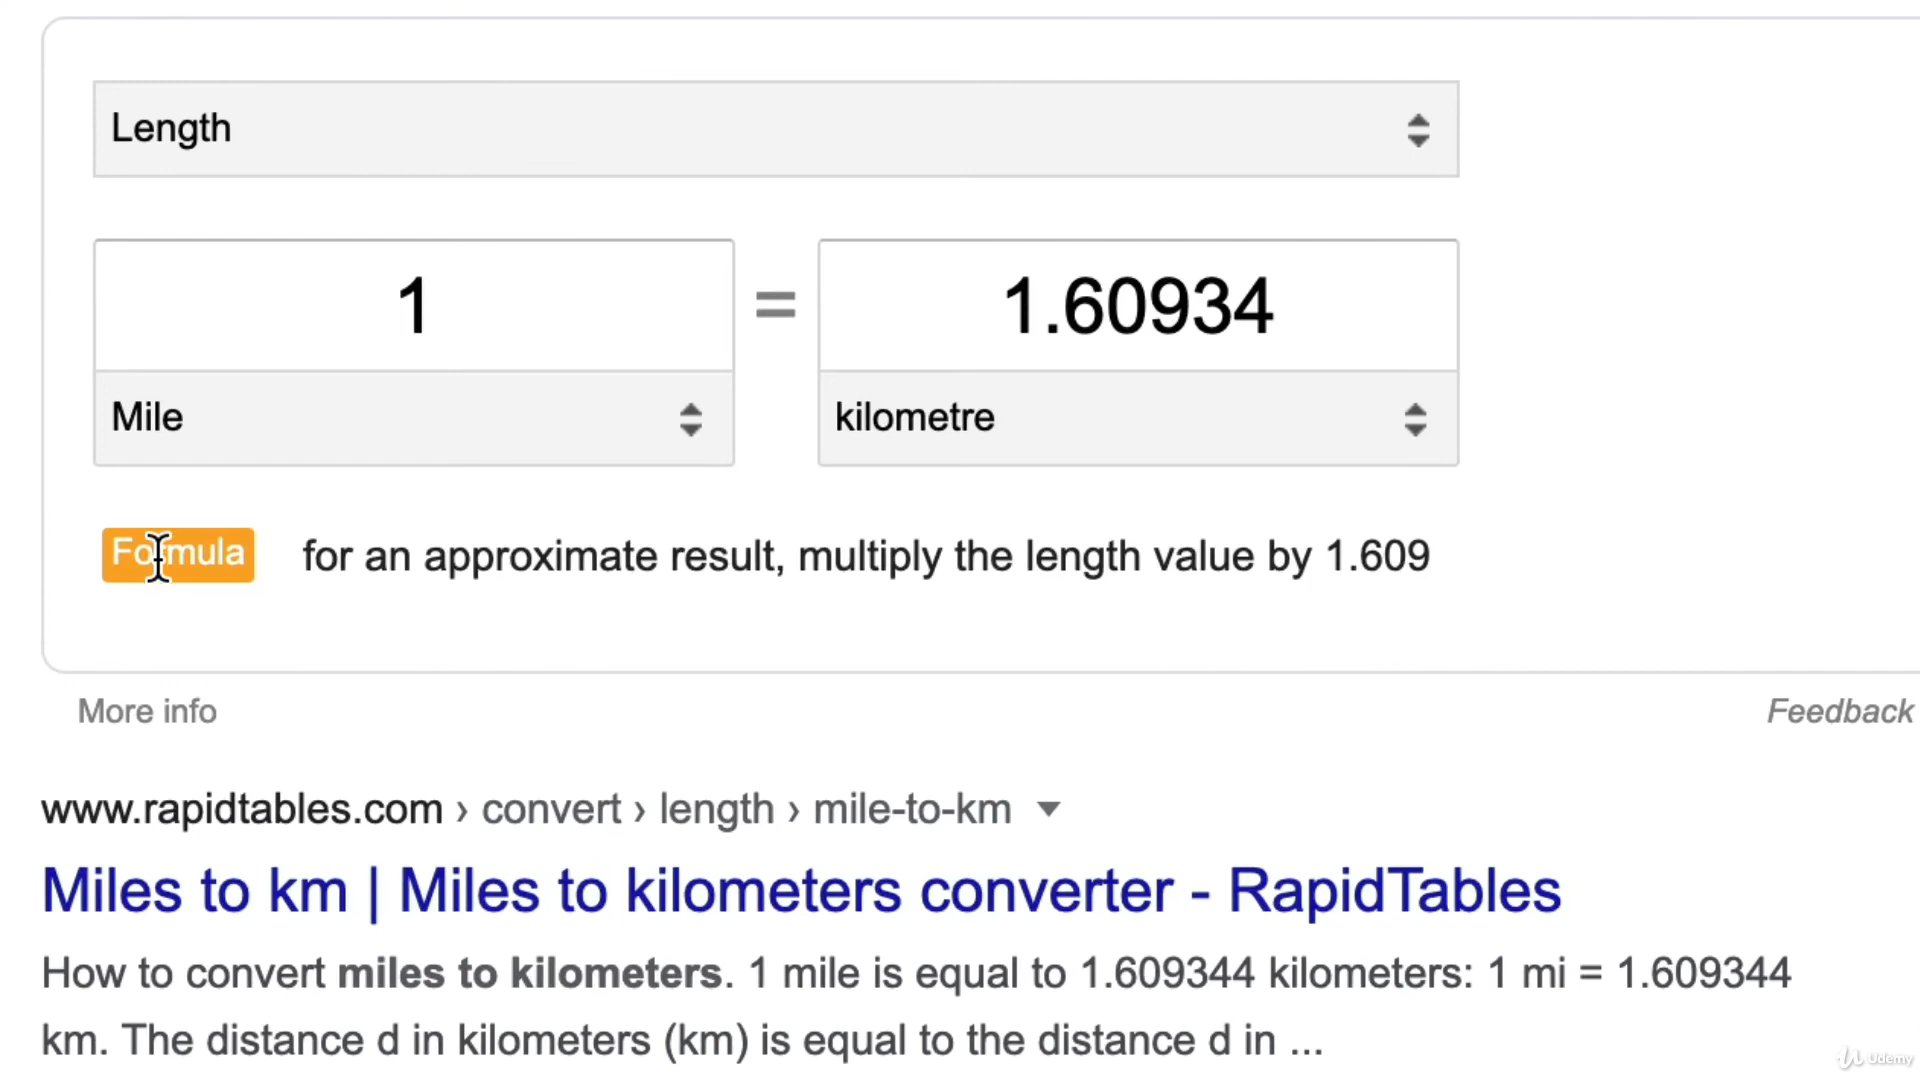 Length
1 = 1.60934
Mile kilometre
Formula for an approximate result, multiply the length value by 1.609
More info Feedback
www.rapidtables.com › convert › length › mile-to-km
Miles to km | Miles to kilometers converter - RapidTables
How to convert miles to kilometers. 1 mile is equal to 1.609344 kilometers: 1 mi = 1.609344
km. The distance d in kilometers (km) is equal to the distance d in ...
Udemy